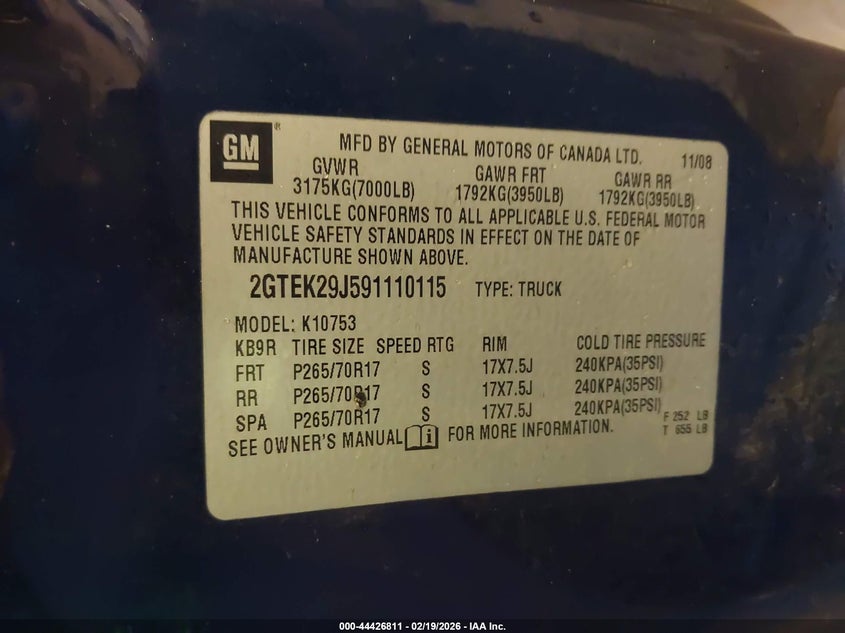 GM ®
MFD BY GENERAL MOTORS OF CANADA LTD. 11/08
GVWR GAWR FRT GAWR RR
3175KG(7000LB) 1792KG(3950LB) 1792KG(3950LB)
THIS VEHICLE CONFORMS TO ALL APPLICABLE U.S. FEDERAL MOTOR
VEHICLE SAFETY STANDARDS IN EFFECT ON THE DATE OF
MANUFACTURE SHOWN ABOVE.
2GTEK29J591110115 TYPE: TRUCK
MODEL: K10753
KB9R TIRE SIZE SPEED RTG RIM COLD TIRE PRESSURE
FRT P265/70R17 S 17X7.5J 240KPA(35PSI)
RR P265/70R17 S 17X7.5J 240KPA(35PSI)
SPA P265/70R17 S 17X7.5J 240KPA(35PSI)
F 252 LB
SEE OWNER'S MANUAL FOR MORE INFORMATION. T 655 LB
000-44426811 - 02/19/2026 - IAA Inc.